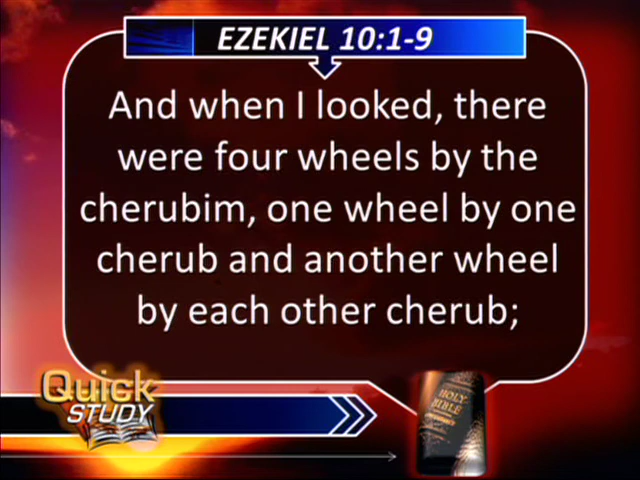 EZEKIEL 10:1-9
And when I looked, there
were four wheels by the
cherubim, one wheel by one
cherub and another wheel
by each other cherub;
Quick
STUDY
HOLY
BIBLE